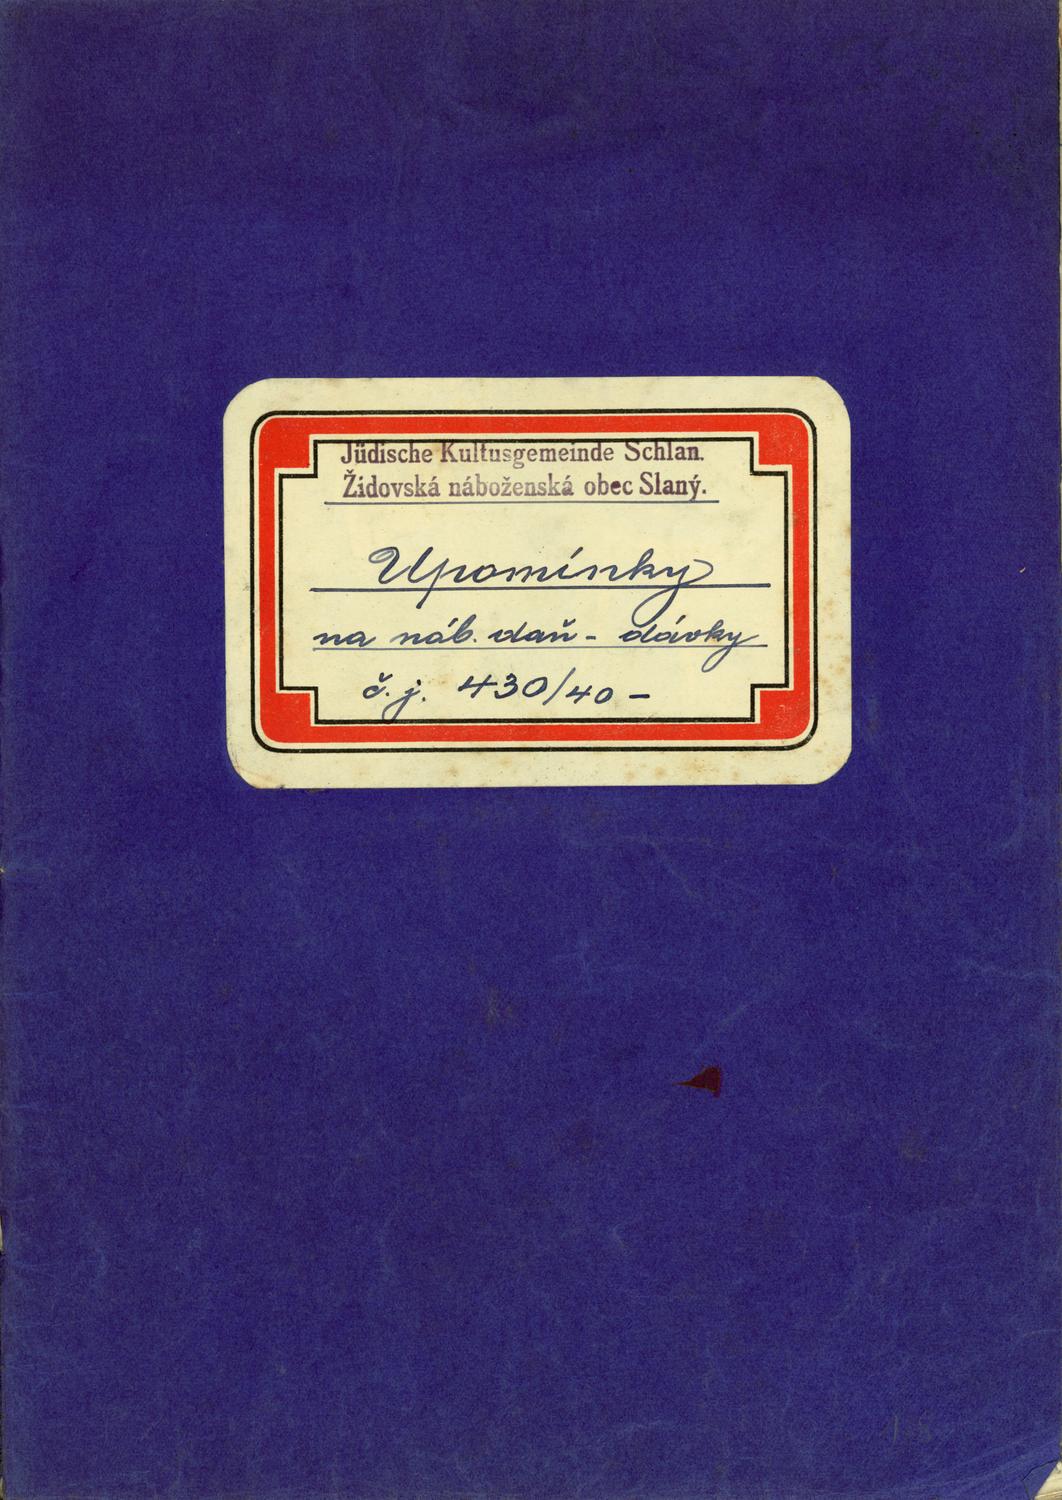 Jüdische Kultusgemeinde Schlan.
Židovská náboženská obec Slaný.
Upomínky
na náb. daň - dávky
č. j. 430/40 -